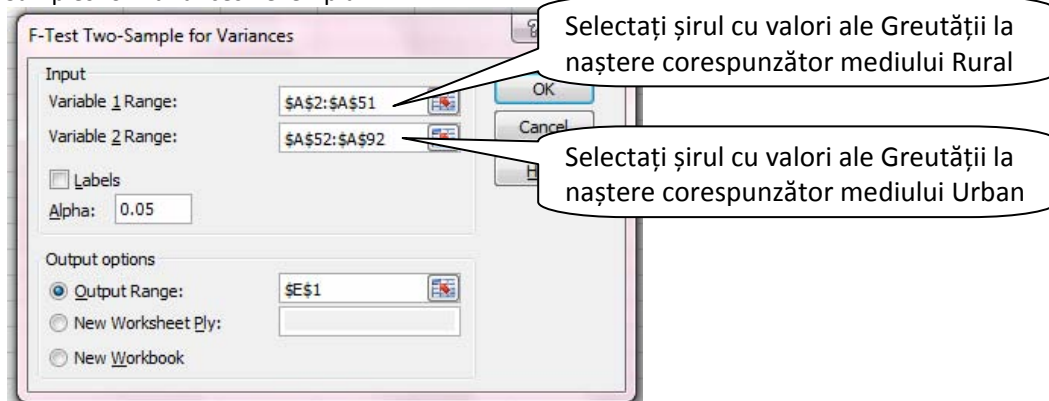 F-Test Two-Sample for Variances
Selectați șirul cu valori ale Greutății la
naștere corespunzător mediului Rural
Input
Variable 1 Range:
$A$2:$A$51
OK
Variable 2 Range:
$A$52:$A$92
Cancel
Selectați șirul cu valori ale Greutății la
naștere corespunzător mediului Urban
Labels
Alpha:
0.05
Output options
Output Range:
$E$1
New Worksheet Ply:
New Workbook